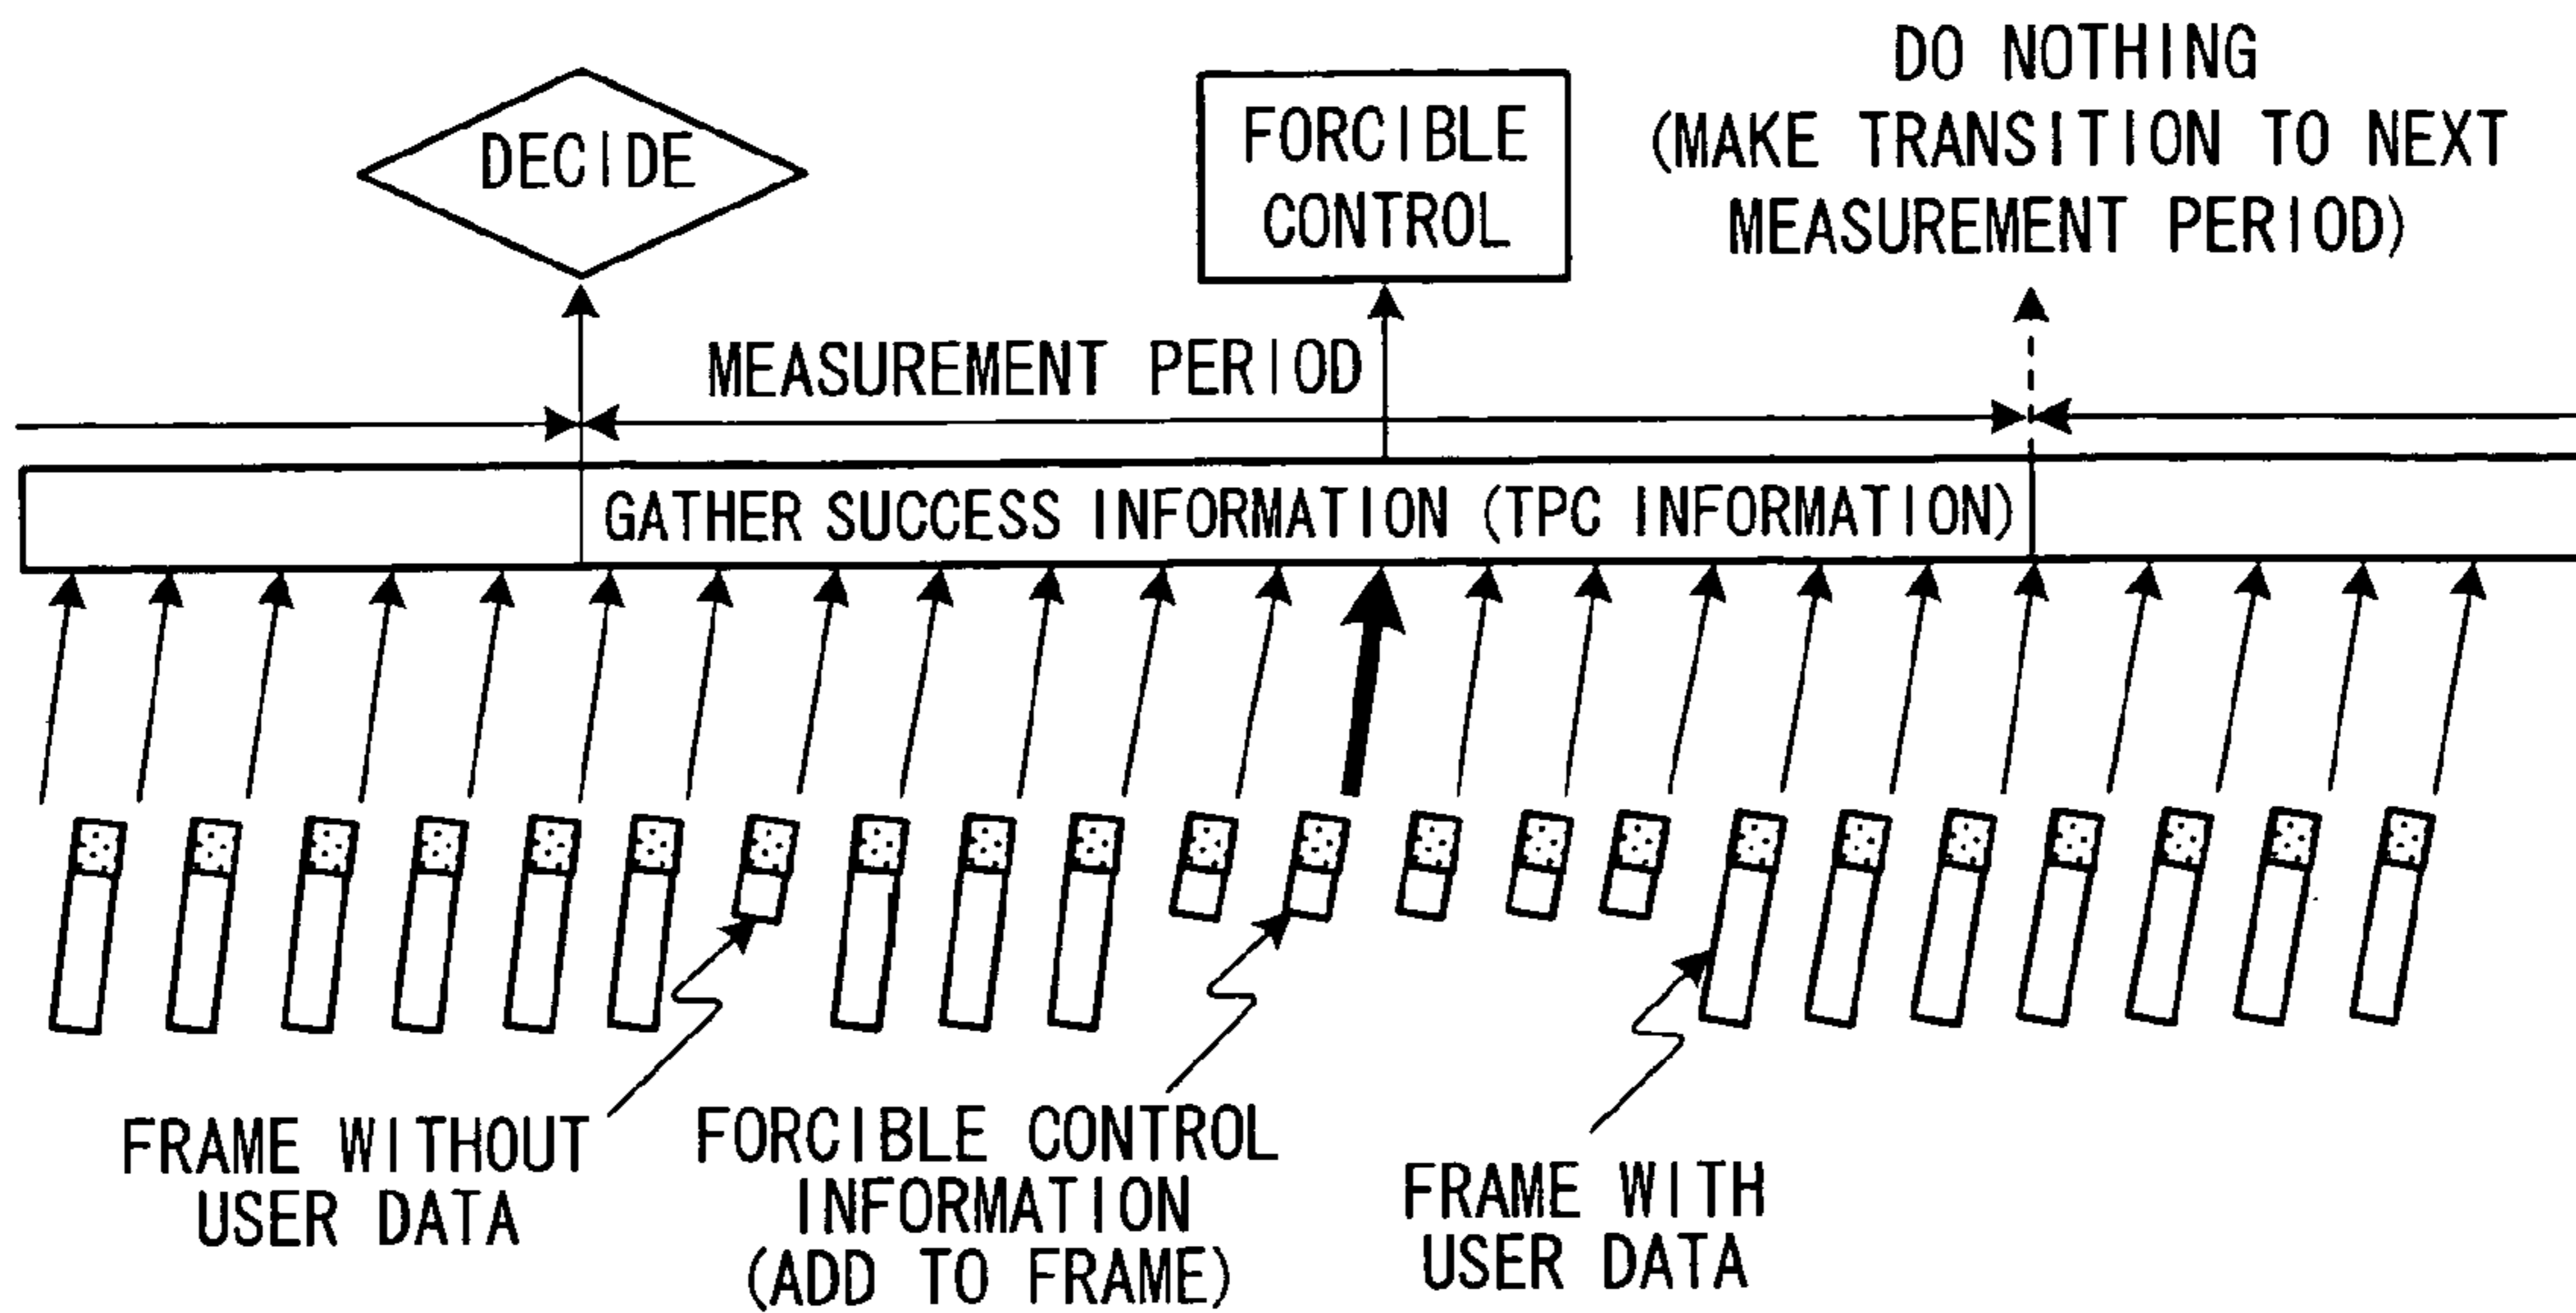 DECIDE
FORCIBLE
CONTROL
DO NOTHING
(MAKE TRANSITION TO NEXT
MEASUREMENT PERIOD)
MEASUREMENT PERIOD
GATHER SUCCESS INFORMATION (TPC INFORMATION)
FRAME WITHOUT
USER DATA
FORCIBLE CONTROL
INFORMATION
(ADD TO FRAME)
FRAME WITH
USER DATA